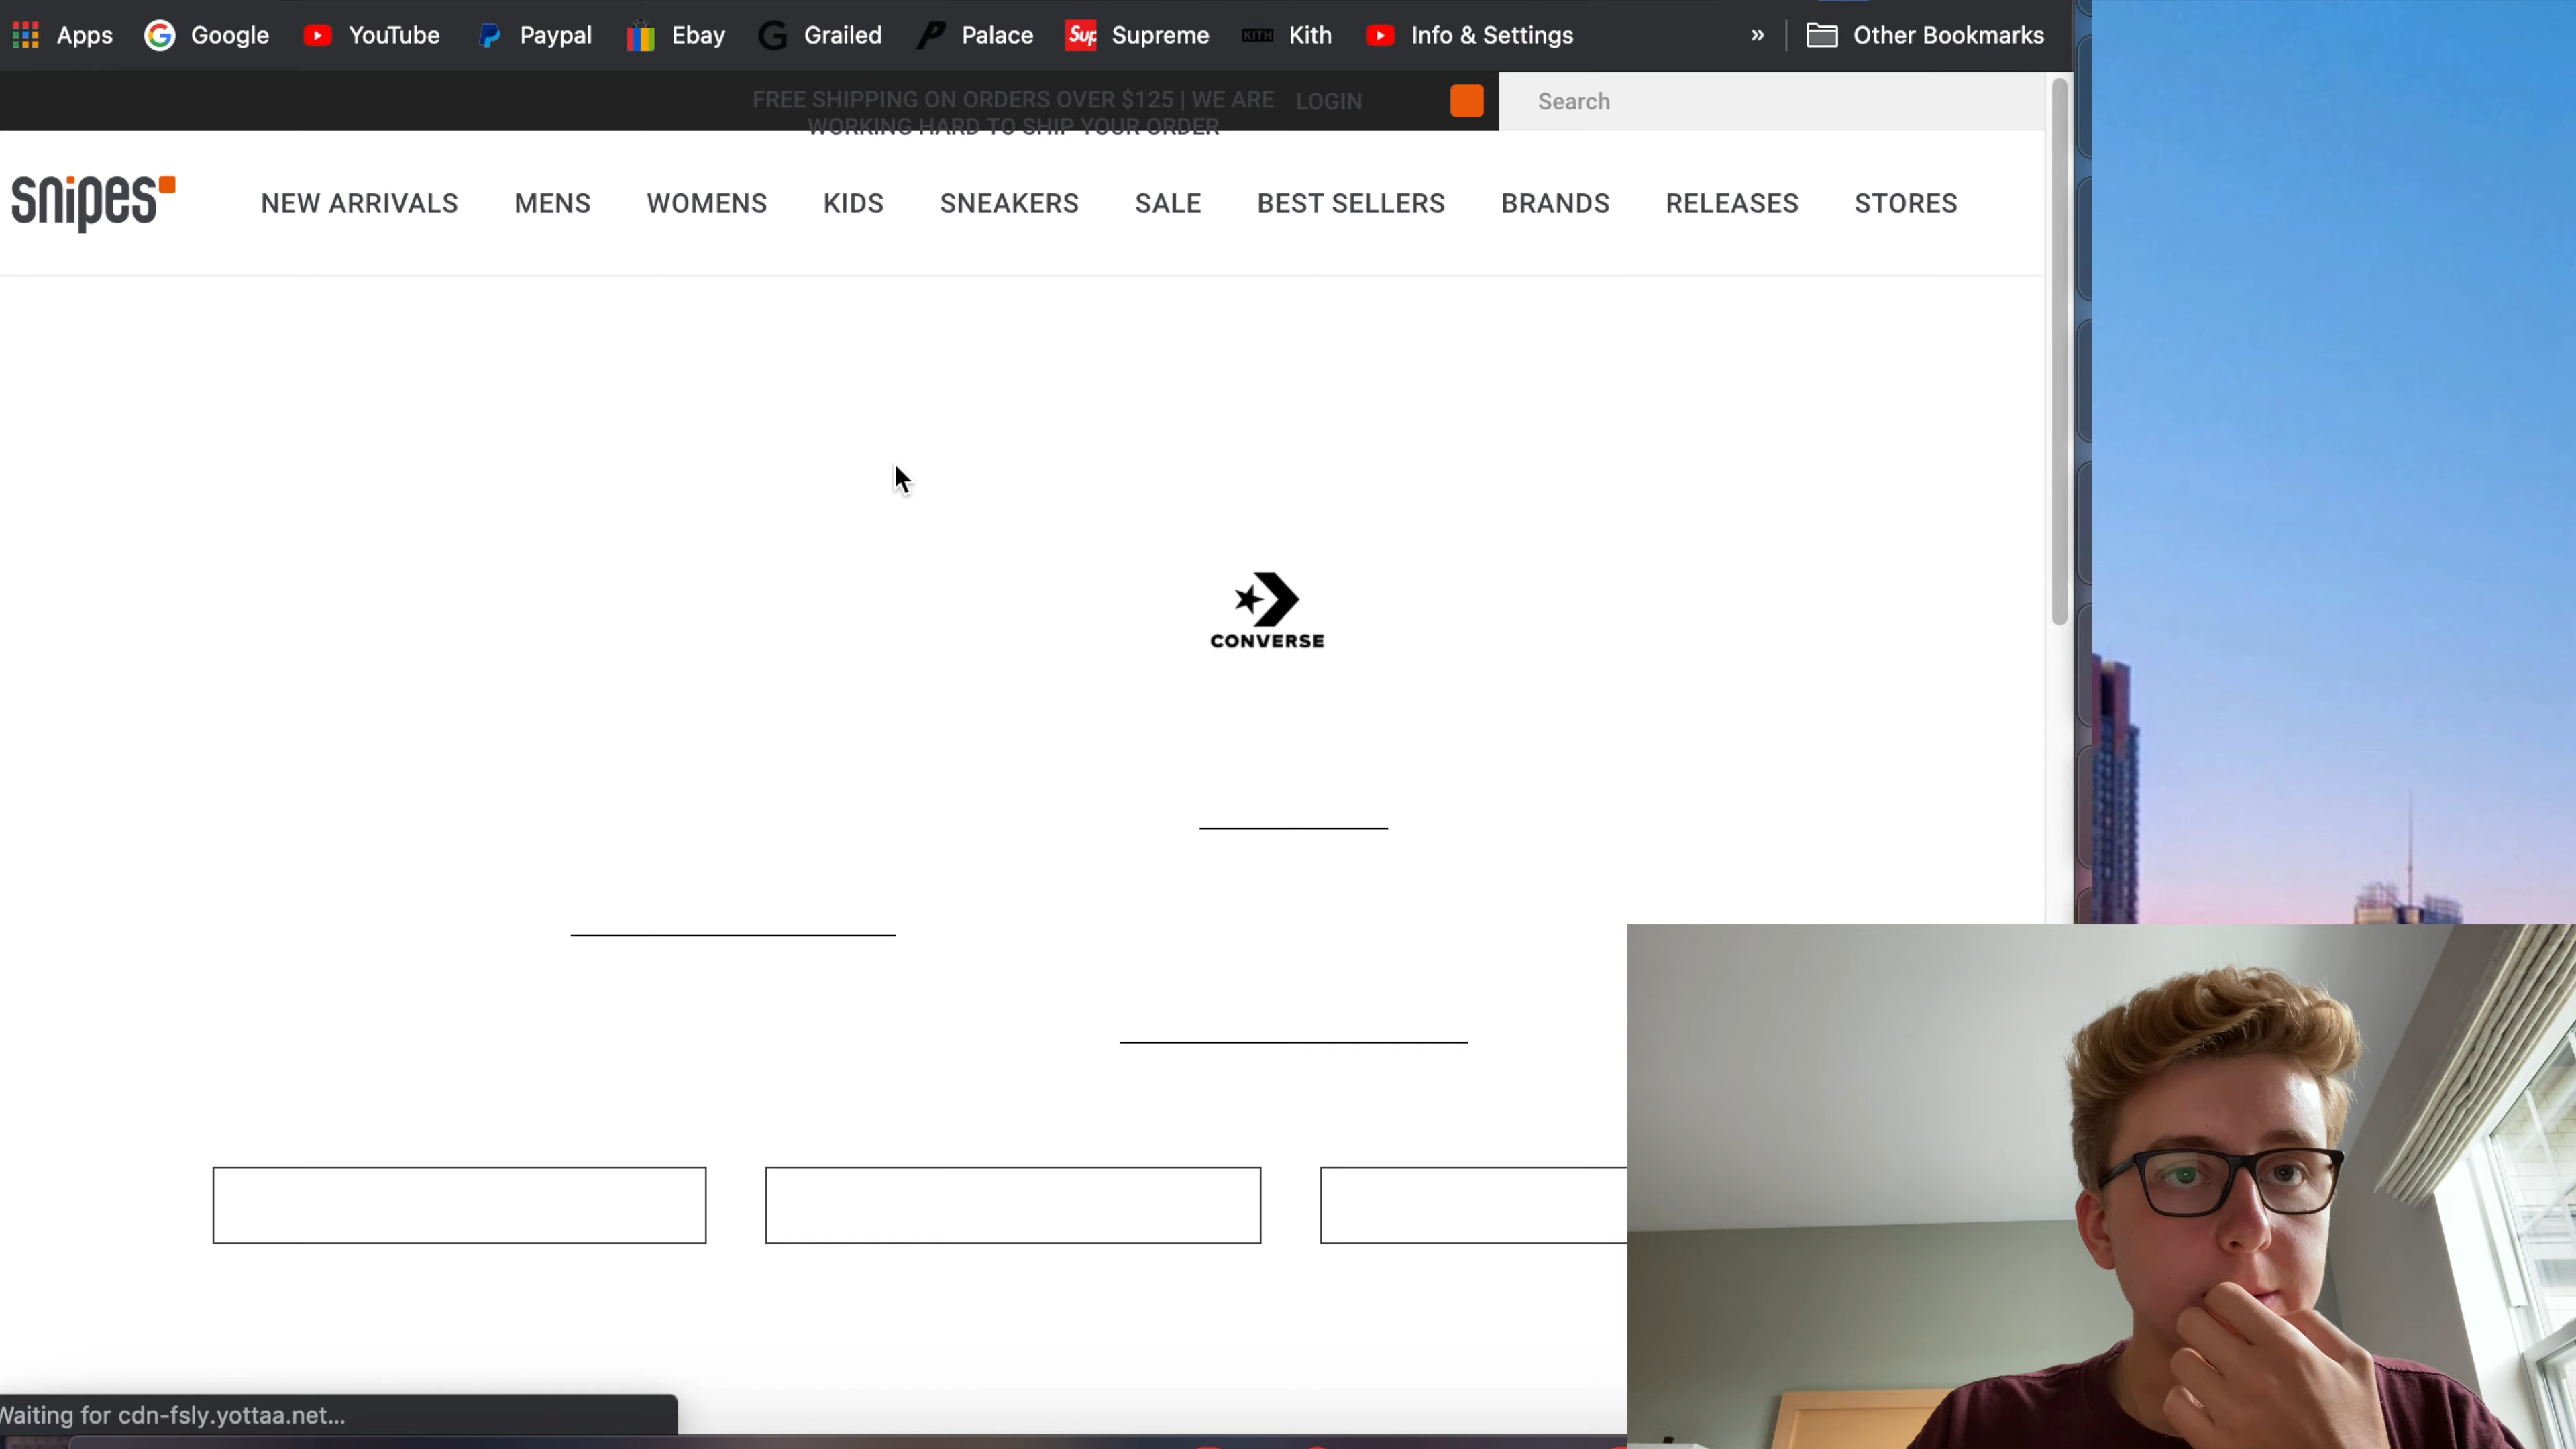 Apps Google YouTube Paypal Ebay Grailed Palace Sup Supreme KITH Kith Info & Settings » Other Bookmarks
FREE SHIPPING ON ORDERS OVER $125 | WE ARE
WORKING HARD TO SHIP YOUR ORDER
LOGIN
Search
snipes
NEW ARRIVALS MENS WOMENS KIDS SNEAKERS SALE BEST SELLERS BRANDS RELEASES STORES
CONVERSE
Waiting for cdn-fsly.yottaa.net...